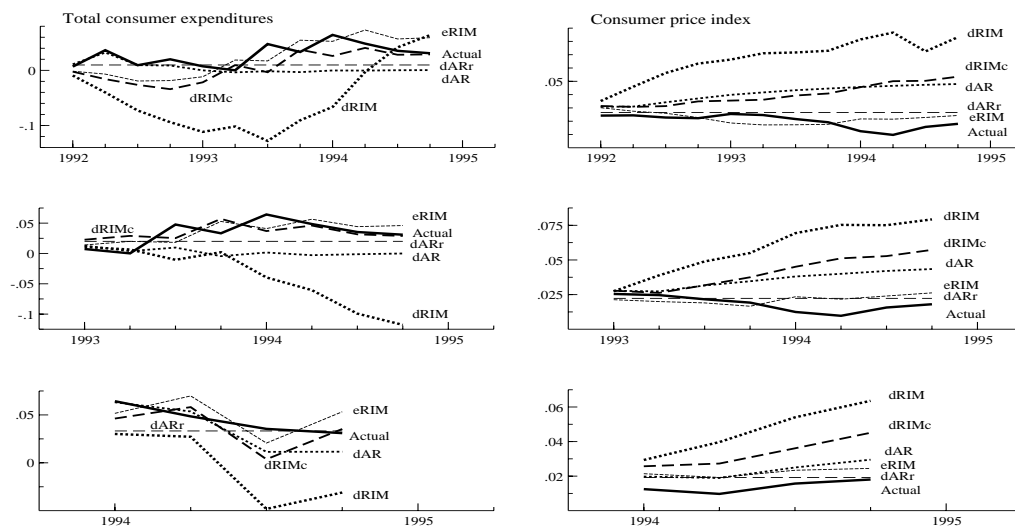 Total consumer expenditures
eRIM
Actual
dARr
dAR
dRIMc
dRIM
0
-.1
1992
1993
1994
1995
Consumer price index
dRIM
dRIMc
dAR
dARr
eRIM
Actual
.05
1992
1993
1994
1995
.05
0
-.05
-.1
dRIMc
eRIM
Actual
dARr
dAR
dRIM
1993
1994
1995
.075
.05
.025
dRIM
dRIMc
dAR
eRIM
dARr
Actual
1993
1994
1995
.05
0
dARr
eRIM
Actual
dAR
dRIMc
dRIM
1994
1995
.06
.04
.02
dRIM
dRIMc
dAR
eRIM
dARr
Actual
1994
1995